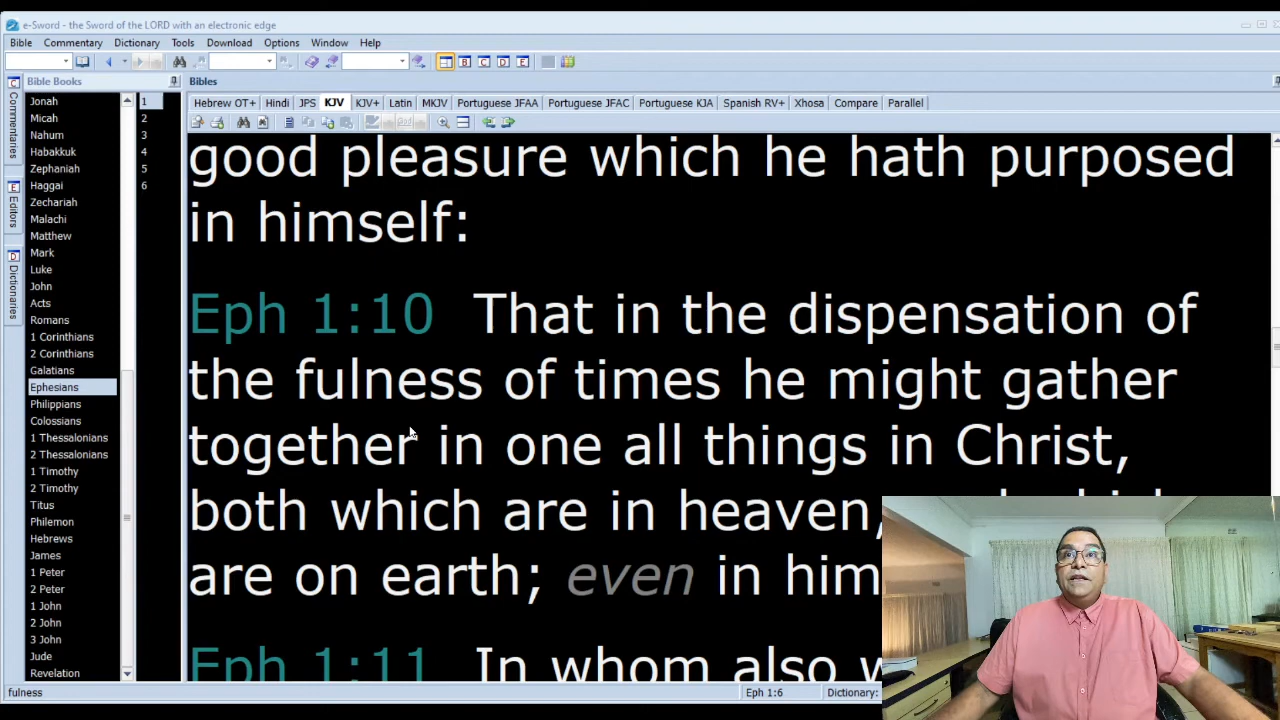 e-Sword - the Sword of the LORD with an electronic edge
Bible Commentary Dictionary Tools Download Options Window Help
Bible Books
Bibles
Commentaries
Editors
Dictionaries
Jonah
Micah
Nahum
Habakkuk
Zephaniah
Haggai
Zechariah
Malachi
Matthew
Mark
Luke
John
Acts
Romans
1 Corinthians
2 Corinthians
Galatians
Ephesians
Philippians
Colossians
1 Thessalonians
2 Thessalonians
1 Timothy
2 Timothy
Titus
Philemon
Hebrews
James
1 Peter
2 Peter
1 John
2 John
3 John
Jude
Revelation
1
2
3
4
5
6
Hebrew OT+ Hindi JPS KJV KJV+ Latin MKJV Portuguese JFAA Portuguese JFAC Portuguese KJA Spanish RV+ Xhosa Compare Parallel
good pleasure which he hath purposed
in himself:
Eph 1:10 That in the dispensation of
the fulness of times he might gather
together in one all things in Christ,
both which are in heaven,
are on earth; even in him
Eph 1:11 In whom also
fulness
Eph 1:6
Dictionary: